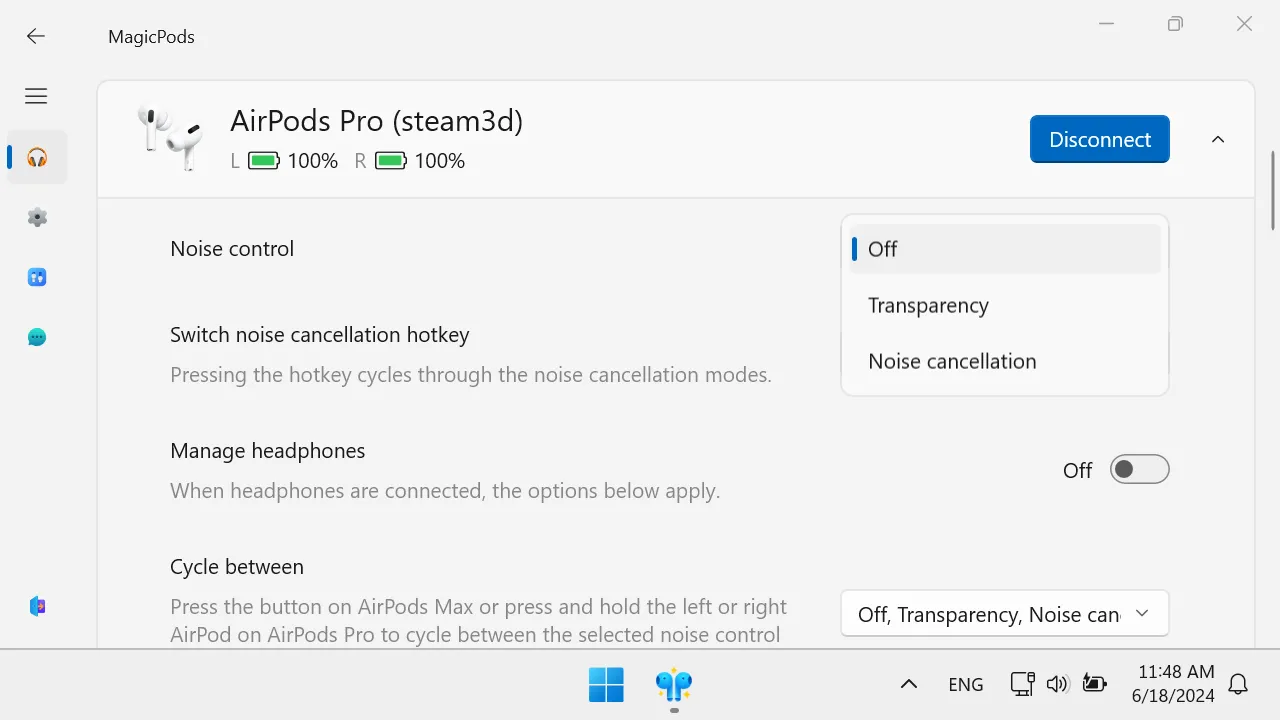 MagicPods
AirPods Pro (steam3d)
L 100% R 100%
Disconnect
Noise control
Off
Transparency
Switch noise cancellation hotkey
Pressing the hotkey cycles through the noise cancellation modes.
Noise cancellation
Manage headphones
When headphones are connected, the options below apply.
Off
Cycle between
Press the button on AirPods Max or press and hold the left or right
AirPod on AirPods Pro to cycle between the selected noise control
Off, Transparency, Noise can
ENG
11:48 AM
6/18/2024